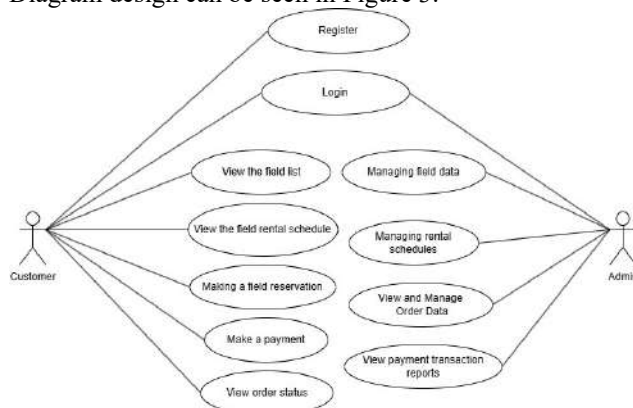 Diagram design can be seen in Figure 3.
Register
Login
View the field list
Managing field data
View the field rental schedule
Managing rental
schedules
Customer
Admin
Making a field reservation
View and Manage
Order Data
Make a payment
View payment transaction
reports
View order status